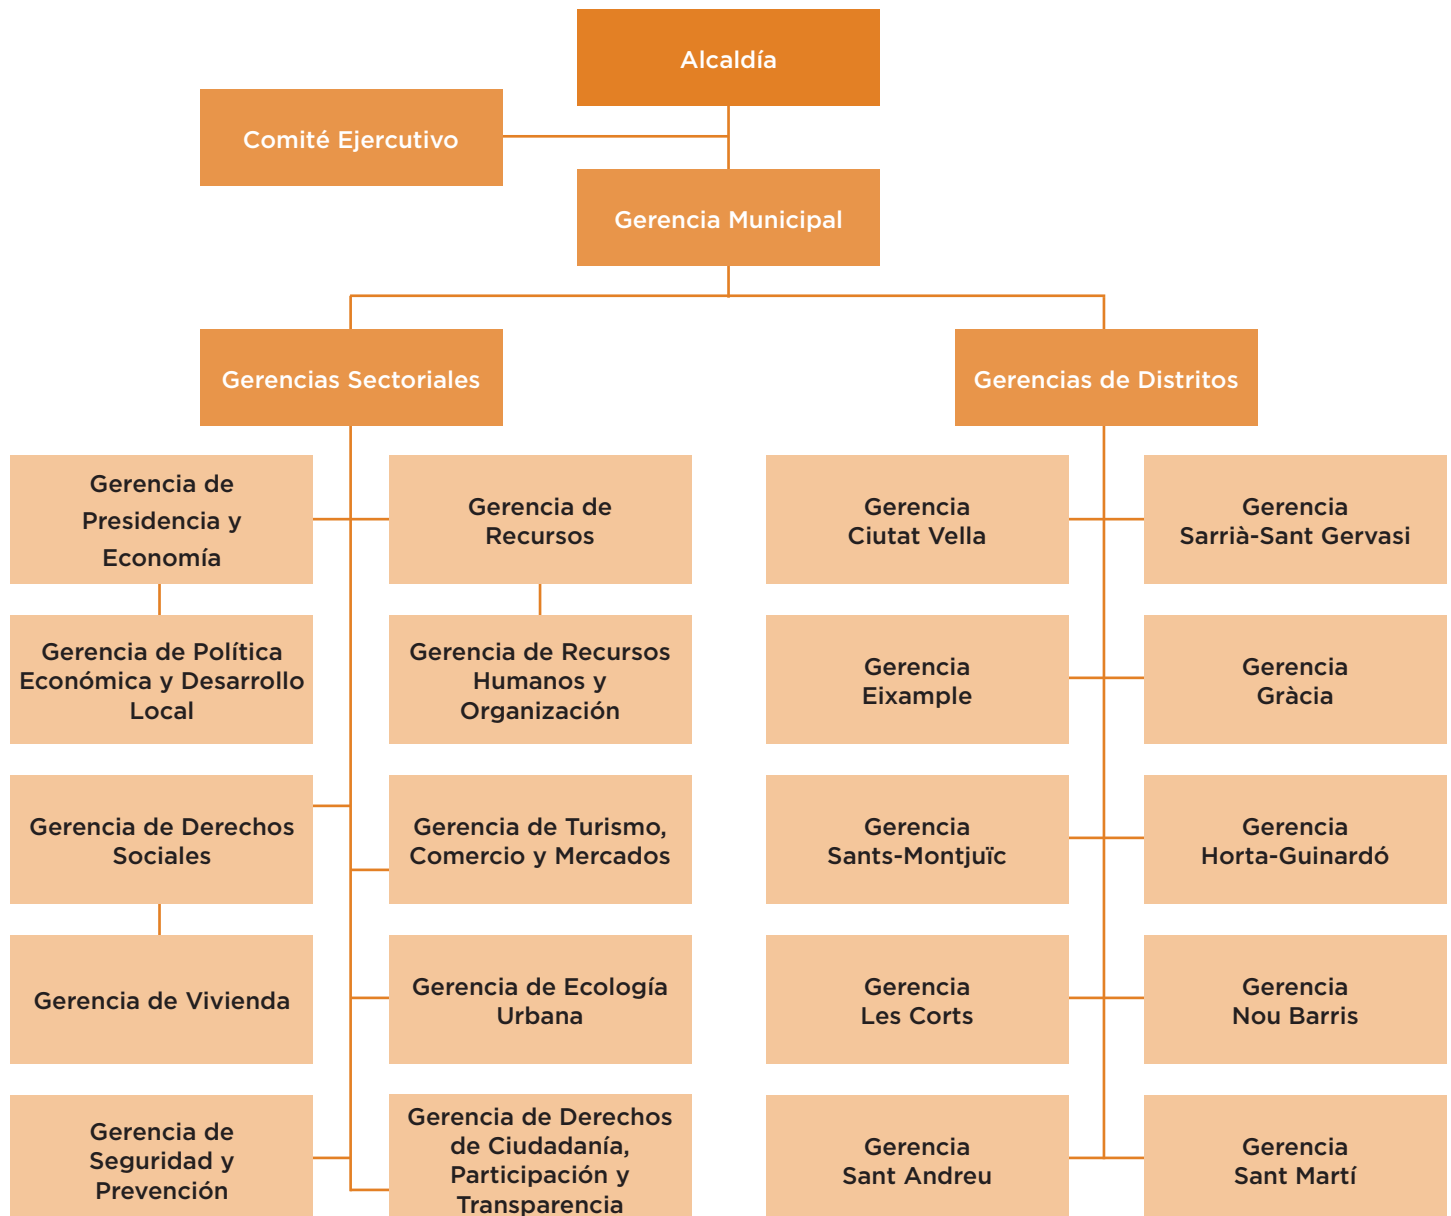 Alcaldía
Comité Ejercutivo
Gerencia Municipal
Gerencias Sectoriales
Gerencias de Distritos
Gerencia de
Presidencia y
Economía
Gerencia de
Recursos
Gerencia de Política
Económica y Desarrollo
Local
Gerencia de Recursos
Humanos y
Organización
Gerencia de Derechos
Sociales
Gerencia de Turismo,
Comercio y Mercados
Gerencia de Vivienda
Gerencia de Ecología
Urbana
Gerencia de
Seguridad y
Prevención
Gerencia de Derechos
de Ciudadanía,
Participación y
Transparencia
Gerencia
Ciutat Vella
Gerencia
Sarrià-Sant Gervasi
Gerencia
Eixample
Gerencia
Gràcia
Gerencia
Sants-Montjuïc
Gerencia
Horta-Guinardó
Gerencia
Les Corts
Gerencia
Nou Barris
Gerencia
Sant Andreu
Gerencia
Sant Martí